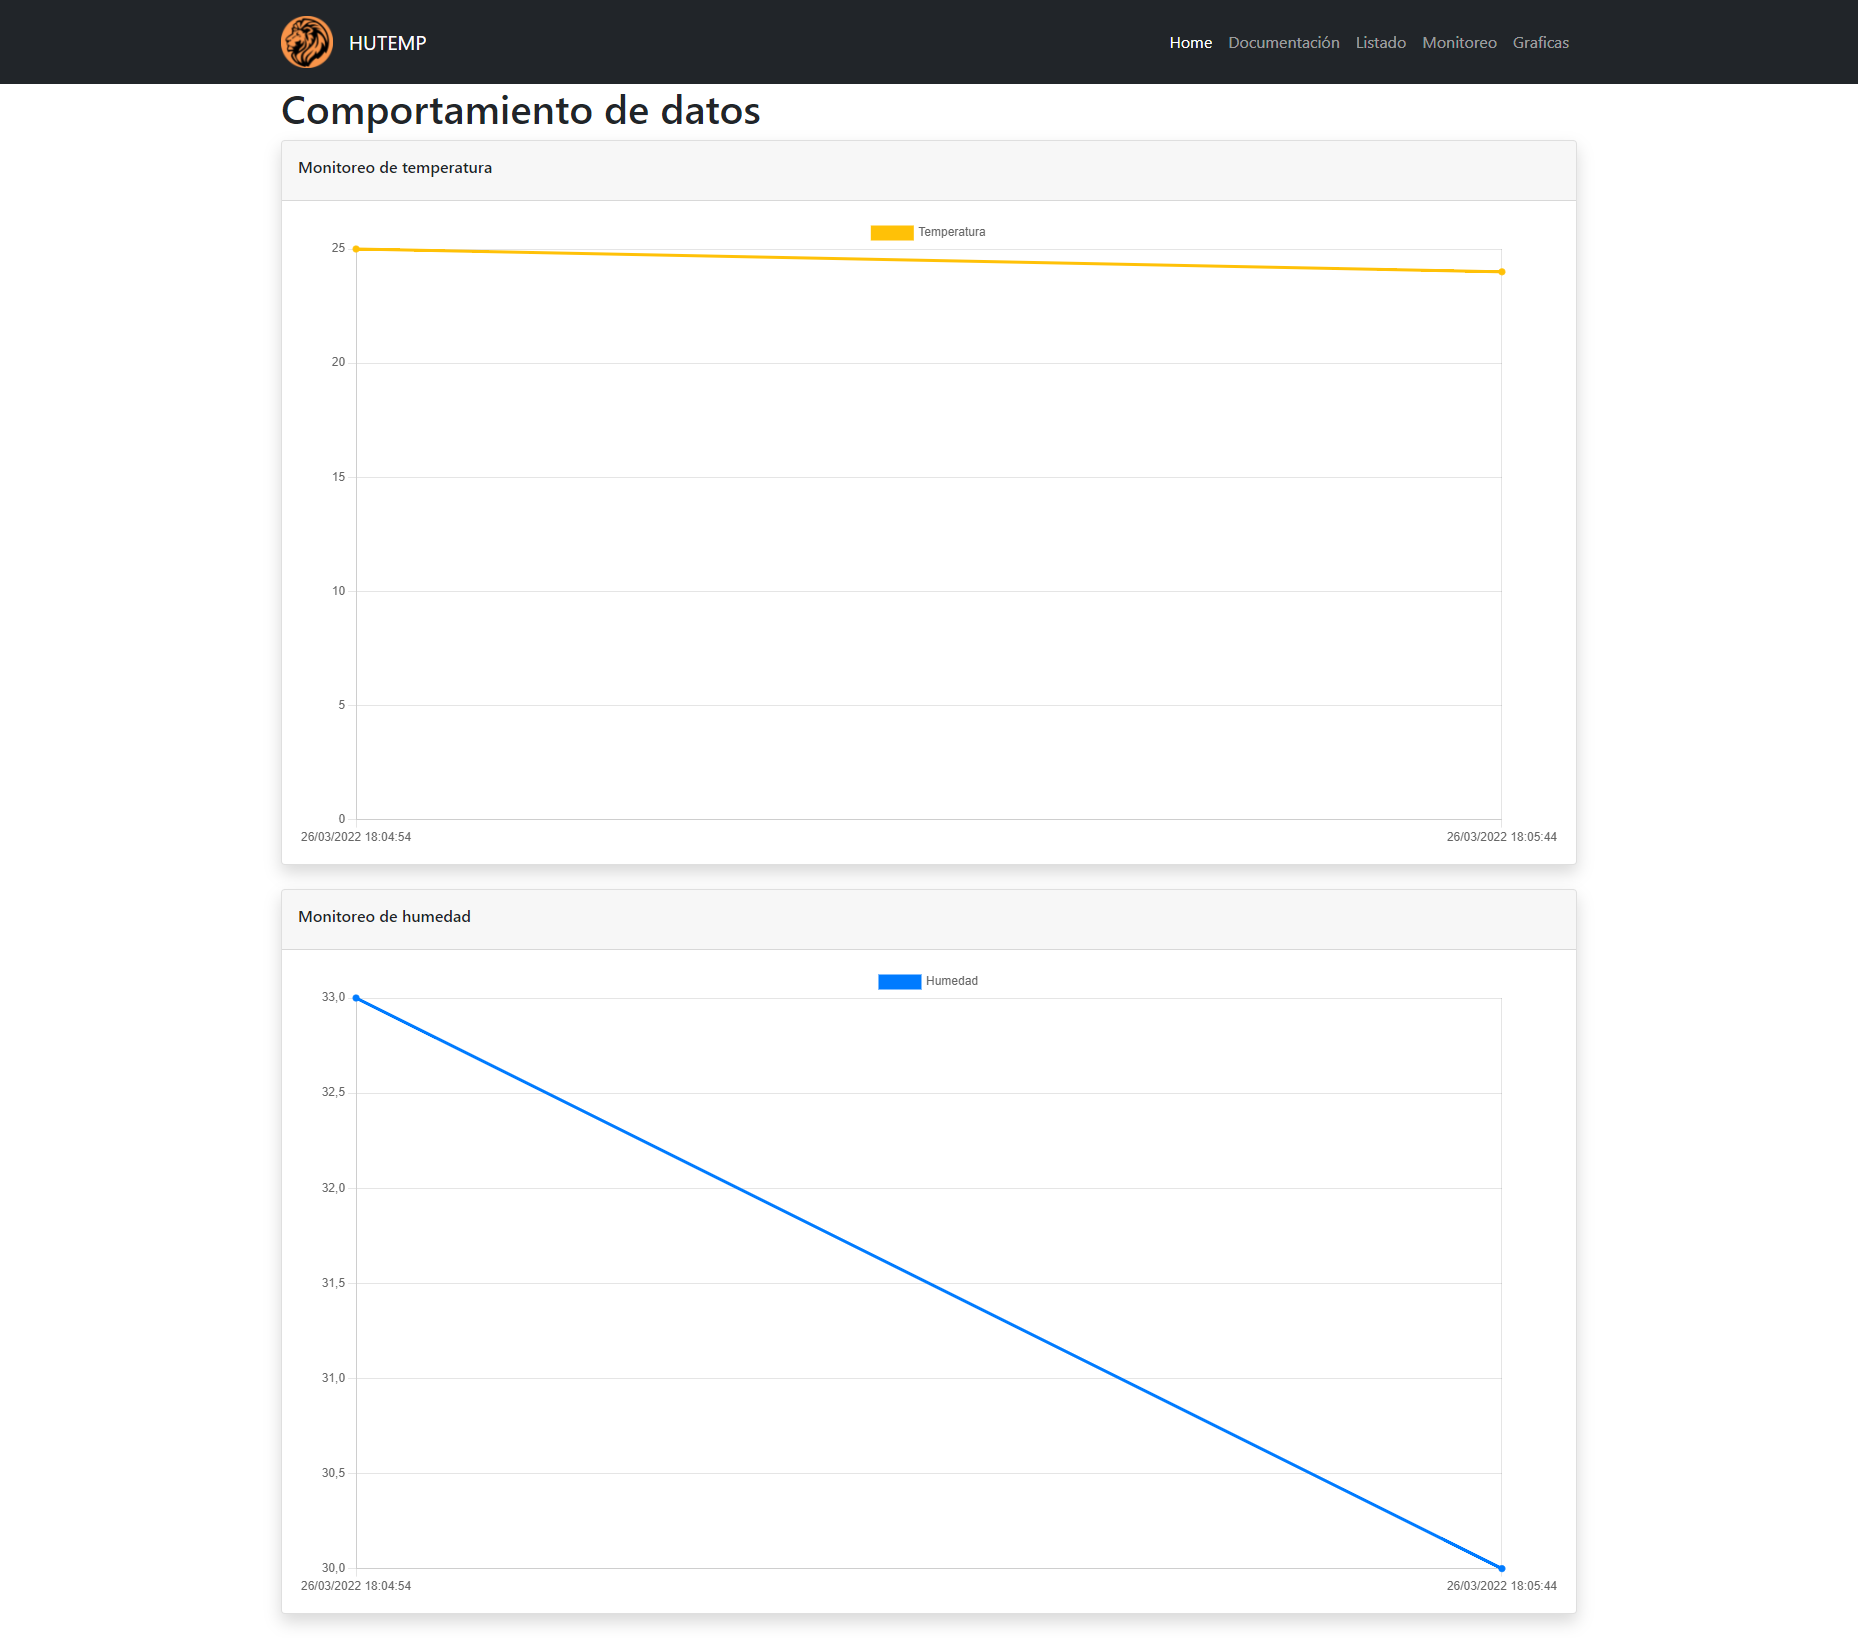 HUTEMP
Home Documentación Listado Monitoreo Graficas
Comportamiento de datos
Monitoreo de temperatura
Temperatura
25
20
15
10
5
0
26/03/2022 18:04:54 26/03/2022 18:05:44
Monitoreo de humedad
Humedad
33,0
32,5
32,0
31,5
31,0
30,5
30,0
26/03/2022 18:04:54 26/03/2022 18:05:44